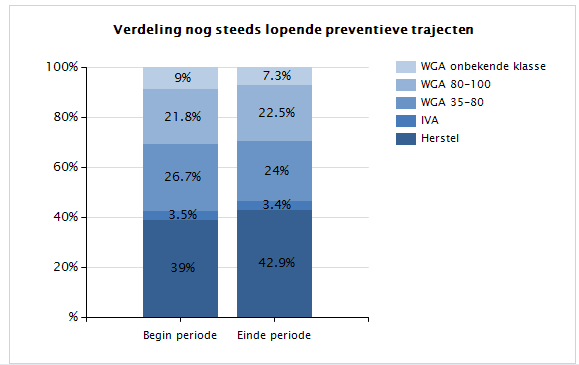 Verdeling nog steeds lopende preventieve trajecten
100%
80%
60%
40%
20%
%
9%
21.8%
26.7%
3.5%
39%
7.3%
22.5%
24%
3.4%
42.9%
Begin periode
Einde periode
WGA onbekende klasse
WGA 80-100
WGA 35-80
IVA
Herstel